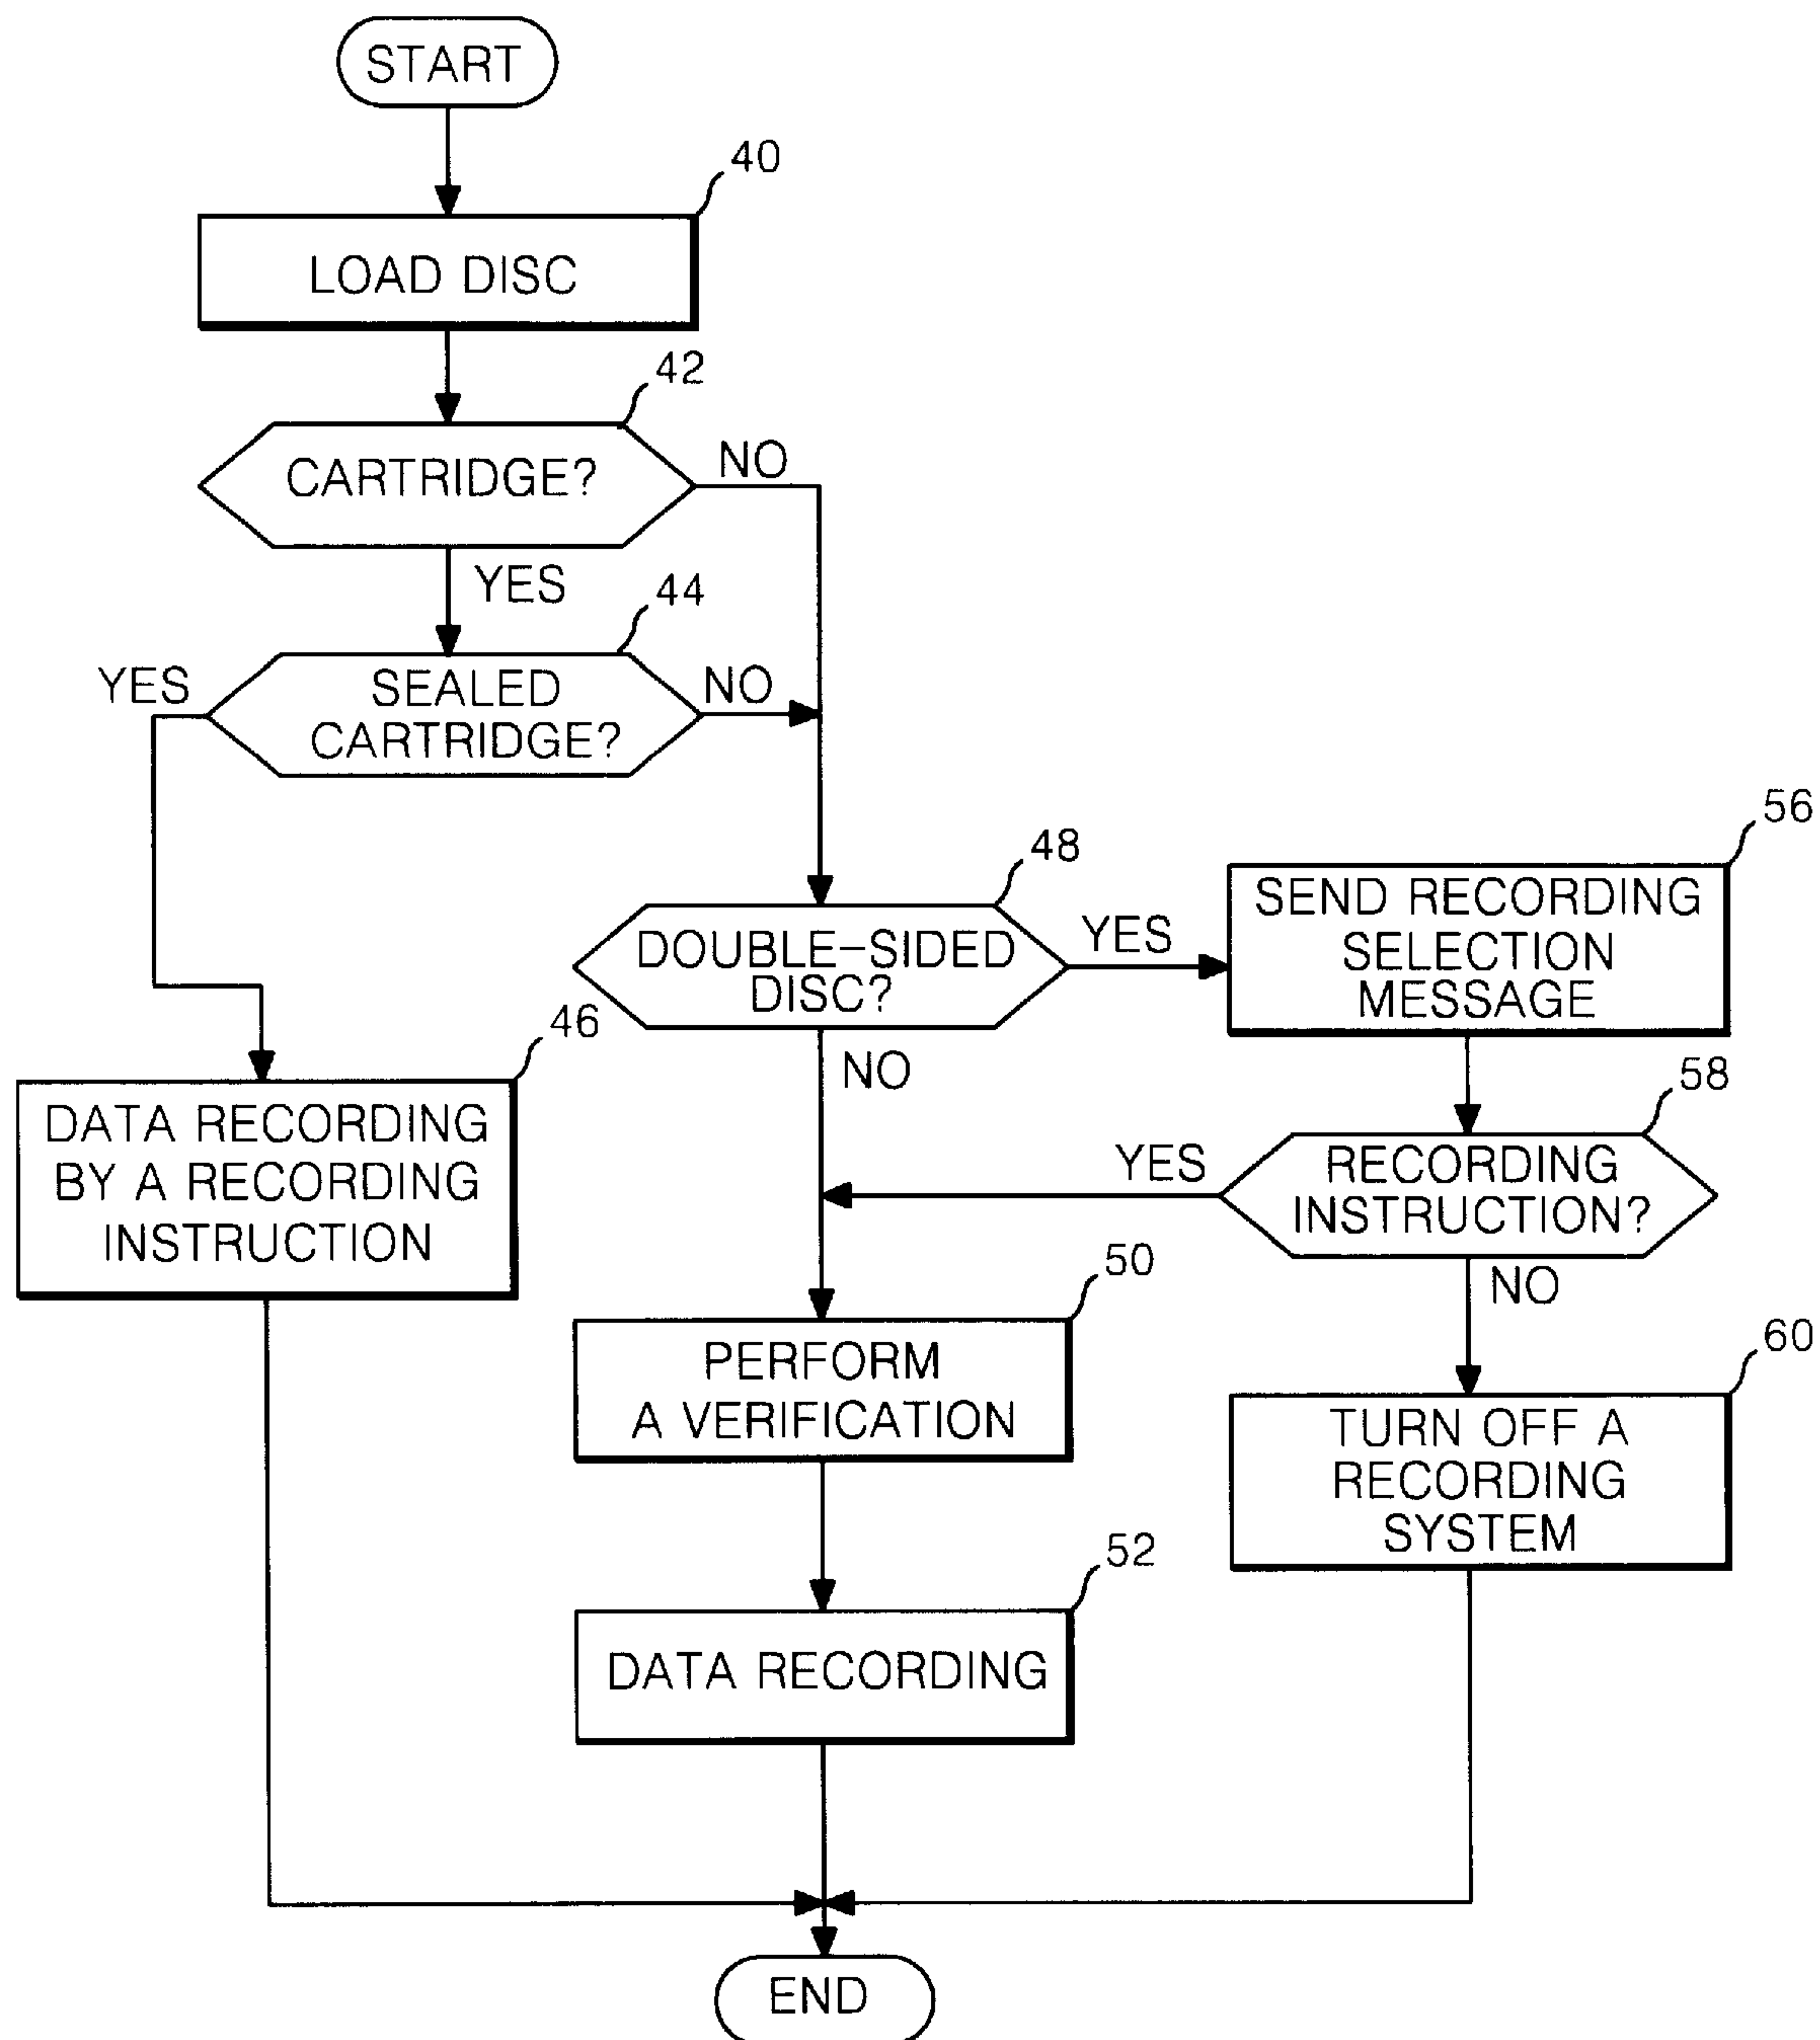 START
40
LOAD DISC
42
CARTRIDGE?
NO
YES
44
YES
SEALED
CARTRIDGE?
NO
56
48
SEND RECORDING
SELECTION
MESSAGE
DOUBLE-SIDED
DISC?
YES
NO
46
DATA RECORDING
BY A RECORDING
INSTRUCTION
58
RECORDING
INSTRUCTION?
YES
NO
50
PERFORM
A VERIFICATION
60
TURN OFF A
RECORDING
SYSTEM
52
DATA RECORDING
END